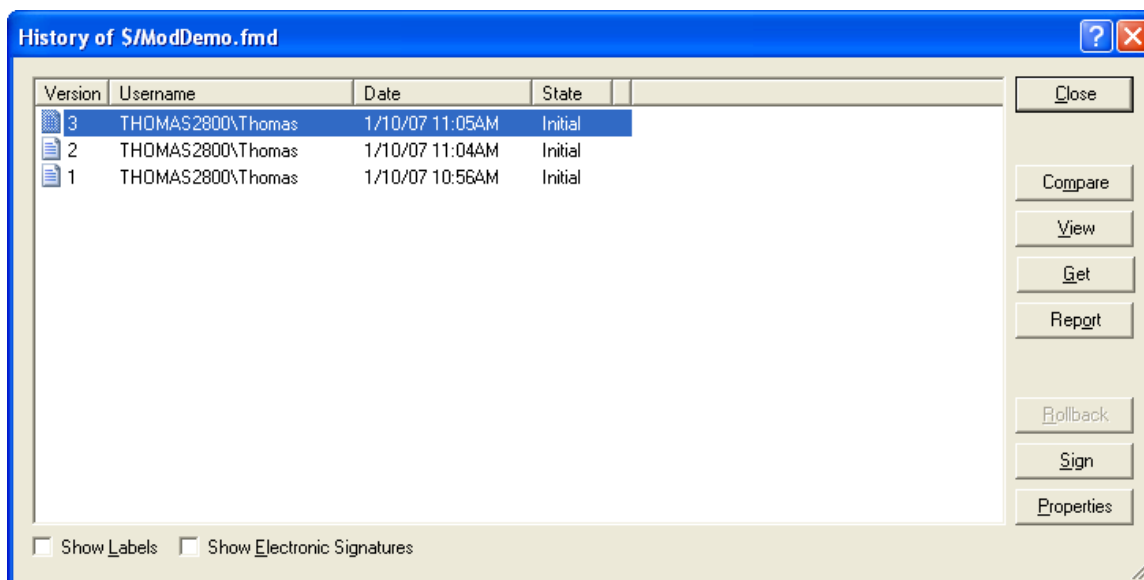 History of $/ModDemo.fmd
Version Username Date State
3 THOMAS2800\Thomas 1/10/07 11:05AM Initial
2 THOMAS2800\Thomas 1/10/07 11:04AM Initial
1 THOMAS2800\Thomas 1/10/07 10:56AM Initial
Close
Compare
View
Get
Report
Rollback
Sign
Properties
Show Labels Show Electronic Signatures